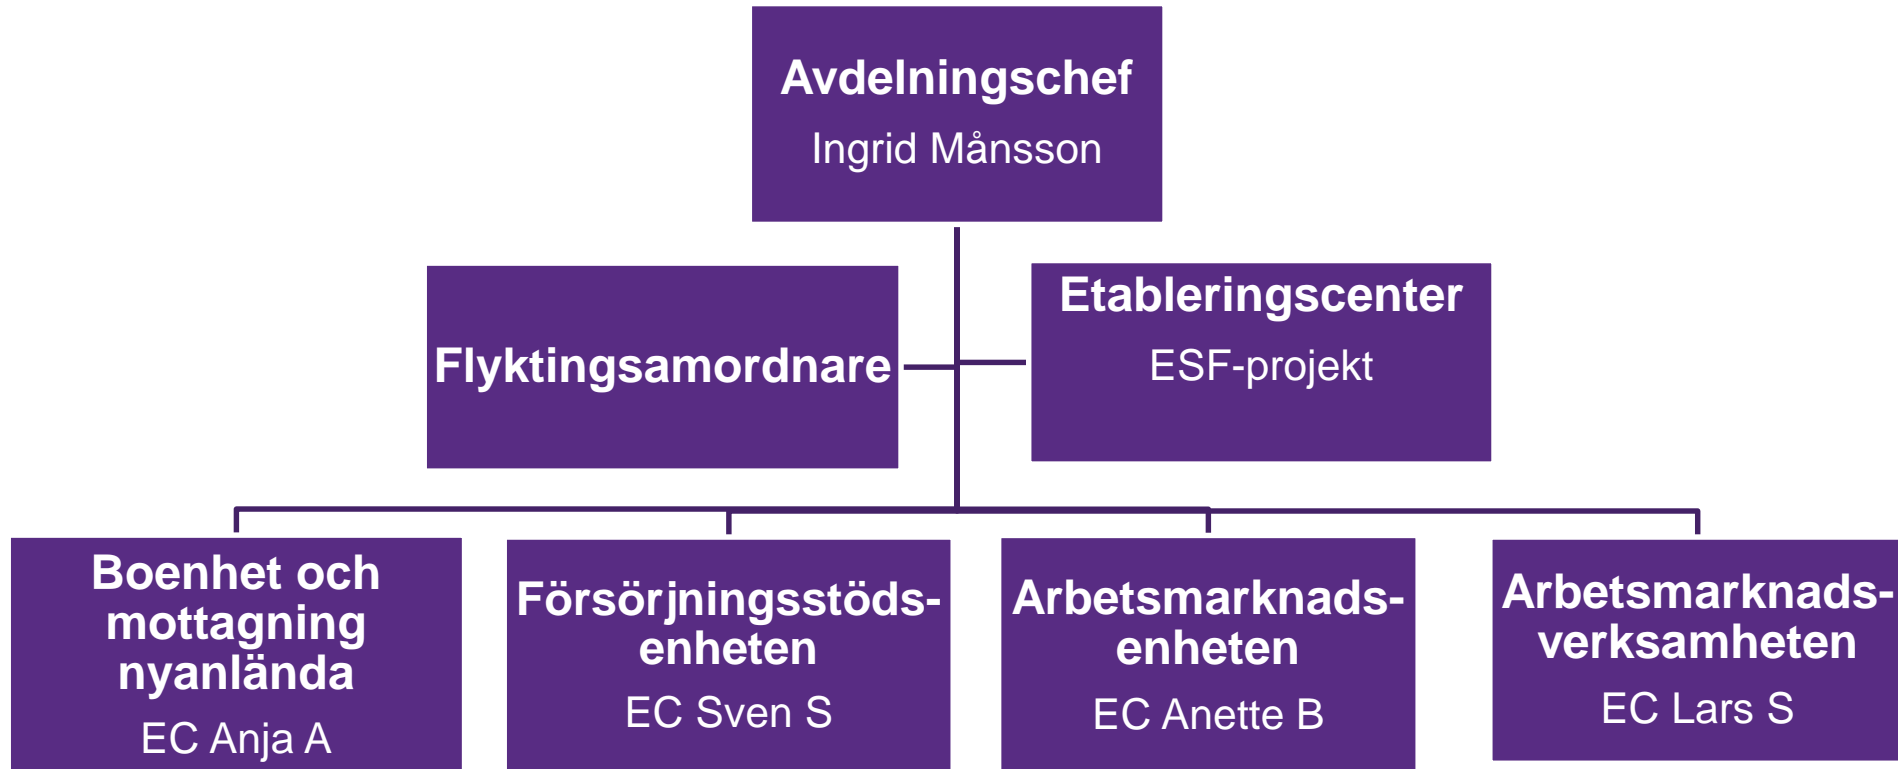 Avdelningschef
Ingrid Månsson
Flyktingsamordnare
Etableringscenter
ESF-projekt
Boenhet och
mottagning
nyanlända
EC Anja A
Försörjningsstöds-
enheten
EC Sven S
Arbetsmarknads-
enheten
EC Anette B
Arbetsmarknads-
verksamheten
EC Lars S